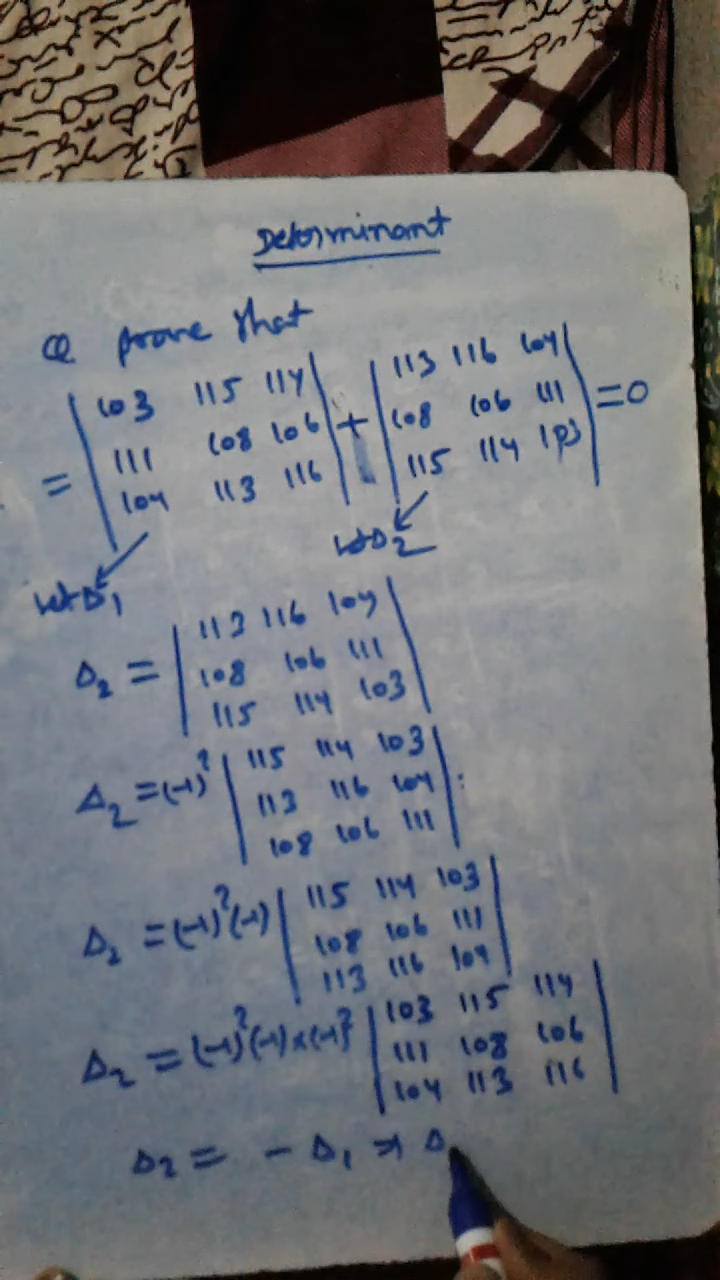 Determinant
Q prove that
= | 103 115 114 | + | 113 116 104 | = 0
| 111 108 106 | | 108 106 111 |
| 104 113 116 | | 115 114 103 |
let Δ1 let Δ2
Δ2 = | 113 116 104 |
| 108 106 111 |
| 115 114 103 |
Δ2 = (-1)² | 115 114 103 |
| 113 116 104 |
| 108 106 111 |
Δ2 = (-1)²(-1) | 115 114 103 |
| 108 106 111 |
| 113 116 104 |
Δ2 = (-1)²(-1)×(-1)² | 103 115 114 |
| 111 108 106 |
| 104 113 116 |
Δ2 = - Δ1 ⇒ Δ